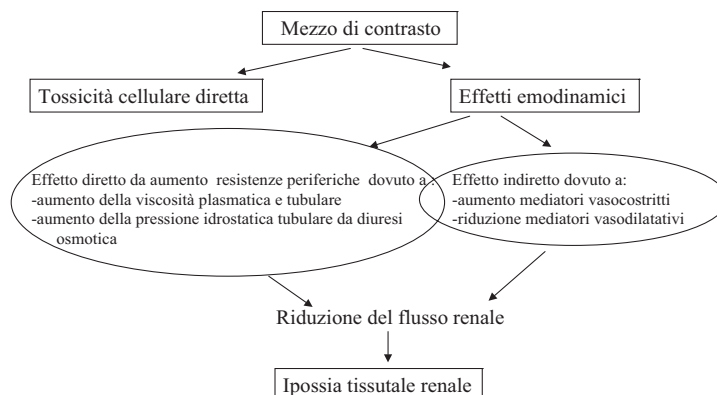 Mezzo di contrasto
Tossicità cellulare diretta
Effetti emodinamici
Effetto diretto da aumento resistenze periferiche dovuto a :
-aumento della viscosità plasmatica e tubulare
-aumento della pressione idrostatica tubulare da diuresi
osmotica
Effetto indiretto dovuto a:
-aumento mediatori vasocostritti
-riduzione mediatori vasodilatativi
Riduzione del flusso renale
Ipossia tissutale renale